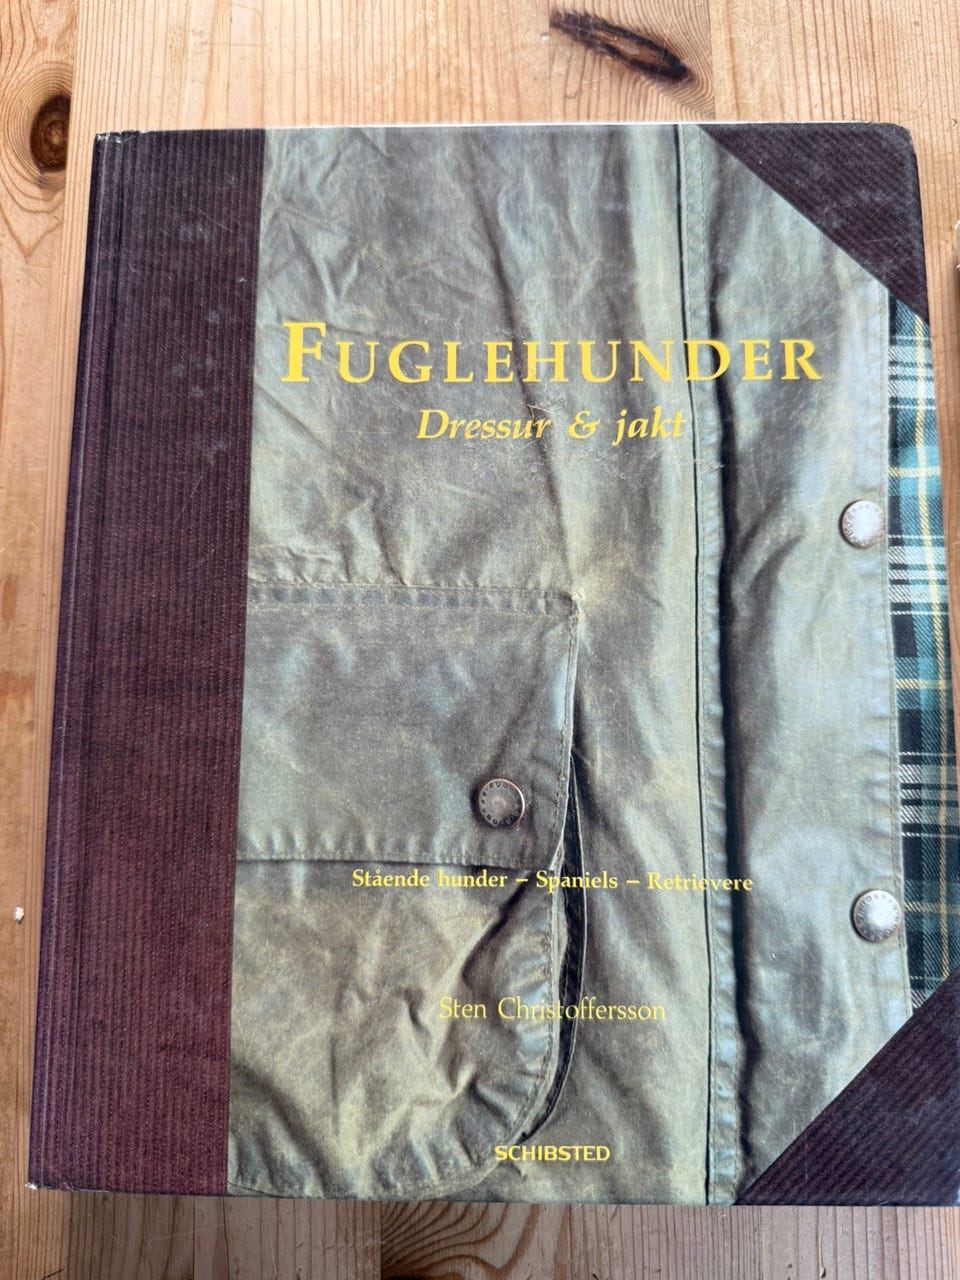 FUGLEHUNDER
Dressur & jakt
Stående hunder – Spaniels – Retrievere
Sten Christoffersson
SCHIBSTED